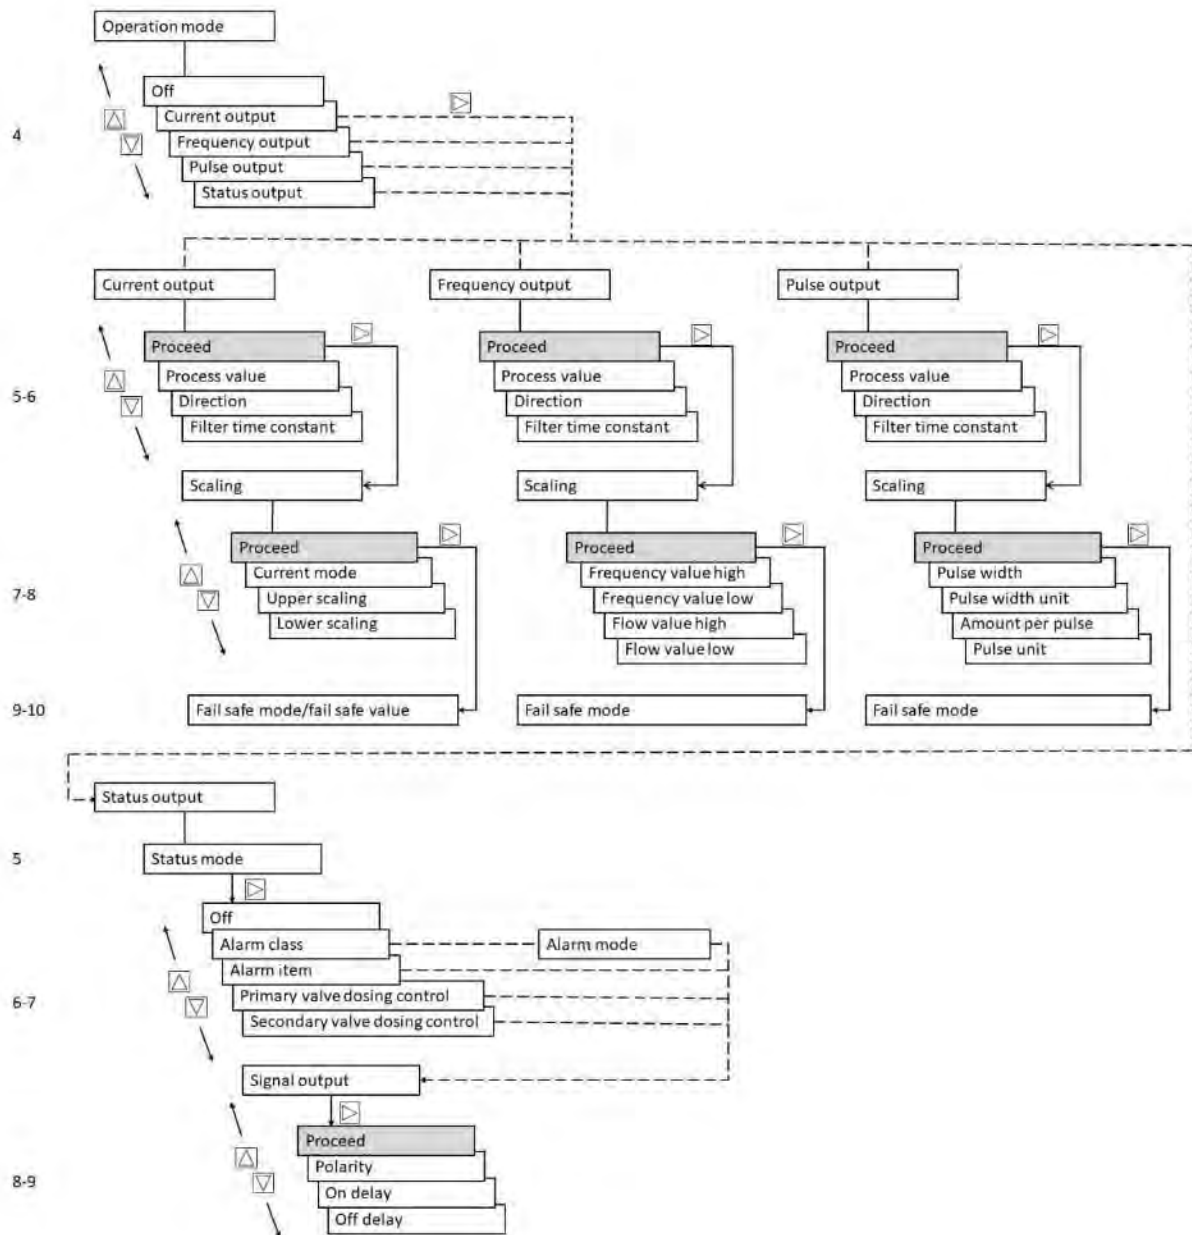 Operation mode
Off
Current output
4
Frequency output
Pulse output
Status output
Current output
Frequency output
Pulse output
Proceed
Proceed
Proceed
Process value
Process value
Process value
5-6
Direction
Direction
Direction
Filter time constant
Filter time constant
Filter time constant
Scaling
Scaling
Scaling
Proceed
Proceed
Proceed
Current mode
Frequency value high
Pulse width
7-8
Upper scaling
Frequency value low
Pulse width unit
Lower scaling
Flow value high
Amount per pulse
Flow value low
Pulse unit
9-10
Fail safe mode/fail safe value
Fail safe mode
Fail safe mode
Status output
5
Status mode
Off
Alarm class
Alarm mode
Alarm item
6-7
Primary valve dosing control
Secondary valve dosing control
Signal output
Proceed
Polarity
8-9
On delay
Off delay